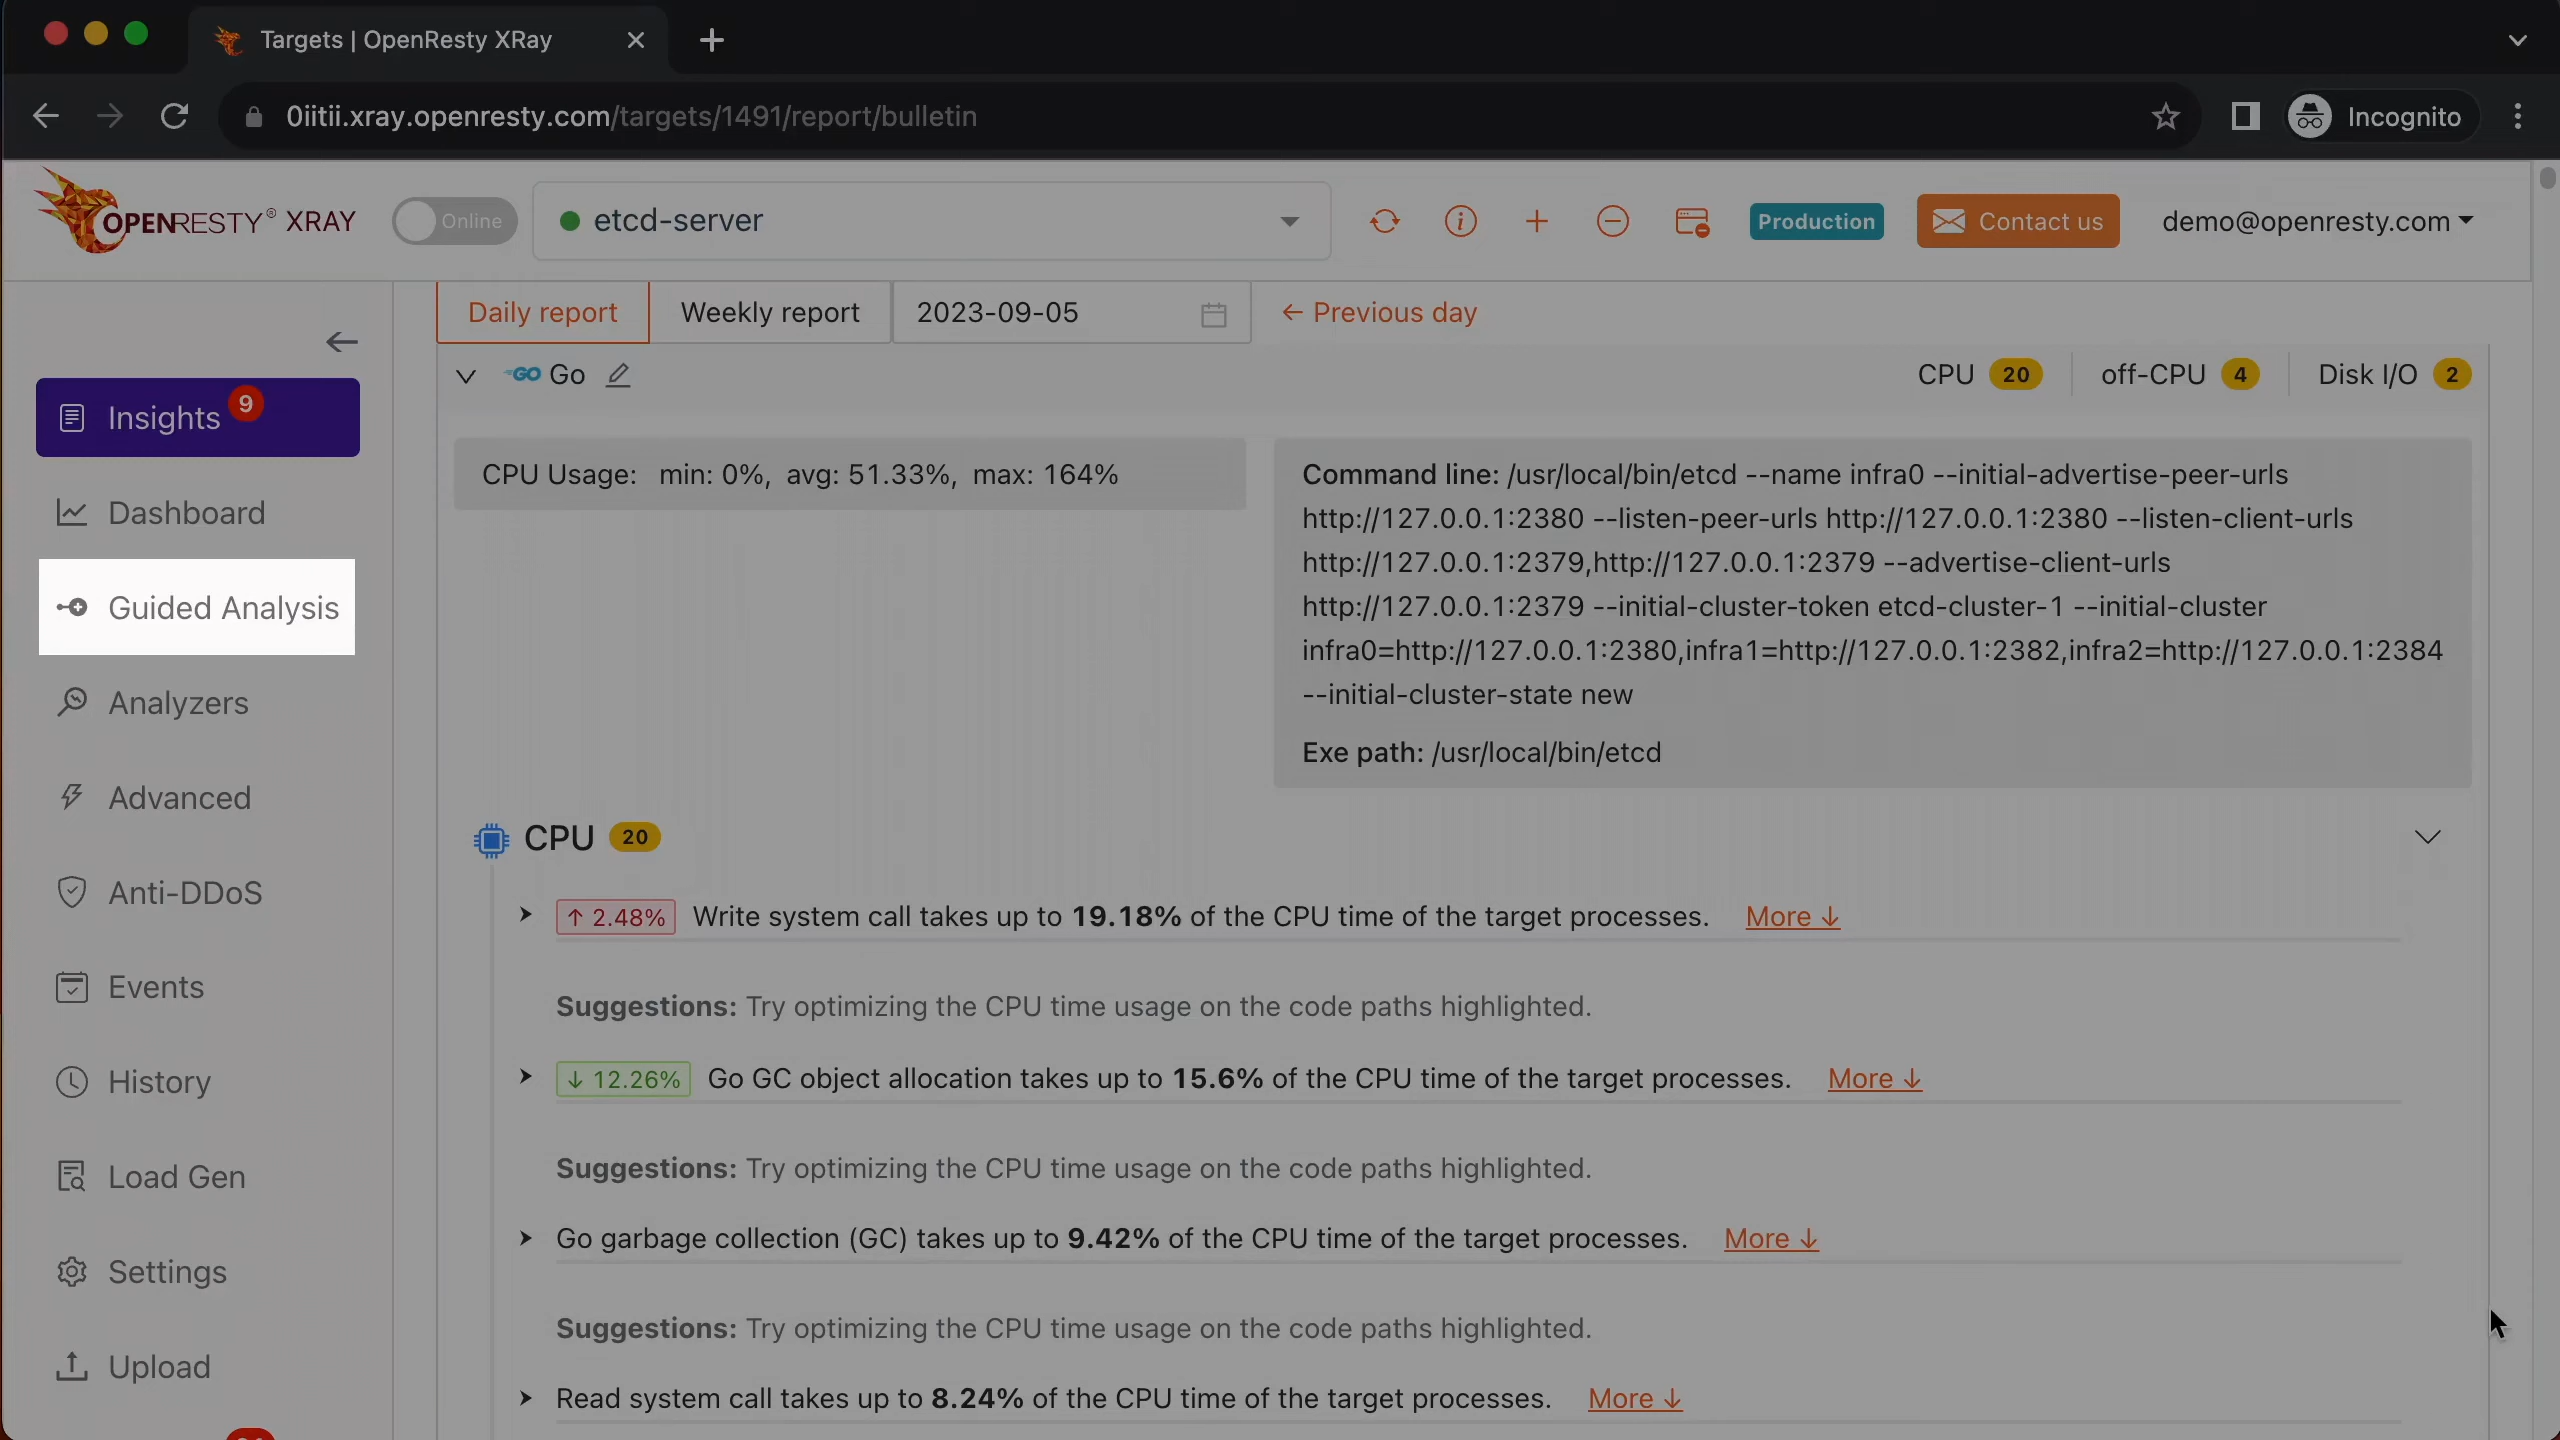 Targets | OpenResty XRay
0iitii.xray.openresty.com/targets/1491/report/bulletin
Incognito
OPENRESTY® XRAY
Online
etcd-server
Production
Contact us
demo@openresty.com
Daily report
Weekly report
2023-09-05
← Previous day
Insights 9
Dashboard
Guided Analysis
Analyzers
Advanced
Anti-DDoS
Events
History
Load Gen
Settings
Upload
GO Go
CPU 20
off-CPU 4
Disk I/O 2
CPU Usage: min: 0%, avg: 51.33%, max: 164%
Command line: /usr/local/bin/etcd --name infra0 --initial-advertise-peer-urls
http://127.0.0.1:2380 --listen-peer-urls http://127.0.0.1:2380 --listen-client-urls
http://127.0.0.1:2379,http://127.0.0.1:2379 --advertise-client-urls
http://127.0.0.1:2379 --initial-cluster-token etcd-cluster-1 --initial-cluster
infra0=http://127.0.0.1:2380,infra1=http://127.0.0.1:2382,infra2=http://127.0.0.1:2384
--initial-cluster-state new
Exe path: /usr/local/bin/etcd
CPU 20
↑ 2.48% Write system call takes up to 19.18% of the CPU time of the target processes. More ↓
Suggestions: Try optimizing the CPU time usage on the code paths highlighted.
↓ 12.26% Go GC object allocation takes up to 15.6% of the CPU time of the target processes. More ↓
Suggestions: Try optimizing the CPU time usage on the code paths highlighted.
Go garbage collection (GC) takes up to 9.42% of the CPU time of the target processes. More ↓
Suggestions: Try optimizing the CPU time usage on the code paths highlighted.
Read system call takes up to 8.24% of the CPU time of the target processes. More ↓